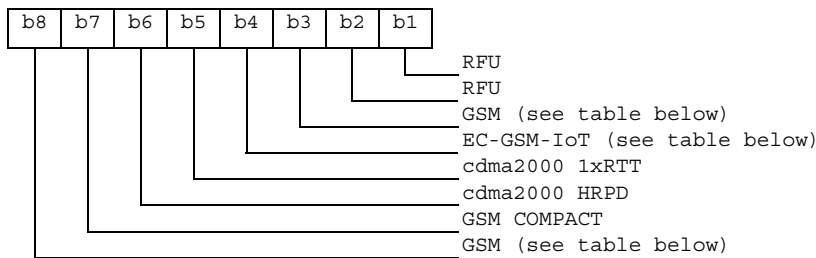 b8 b7 b6 b5 b4 b3 b2 b1
RFU
RFU
GSM (see table below)
EC-GSM-IoT (see table below)
cdma2000 1xRTT
cdma2000 HRPD
GSM COMPACT
GSM (see table below)